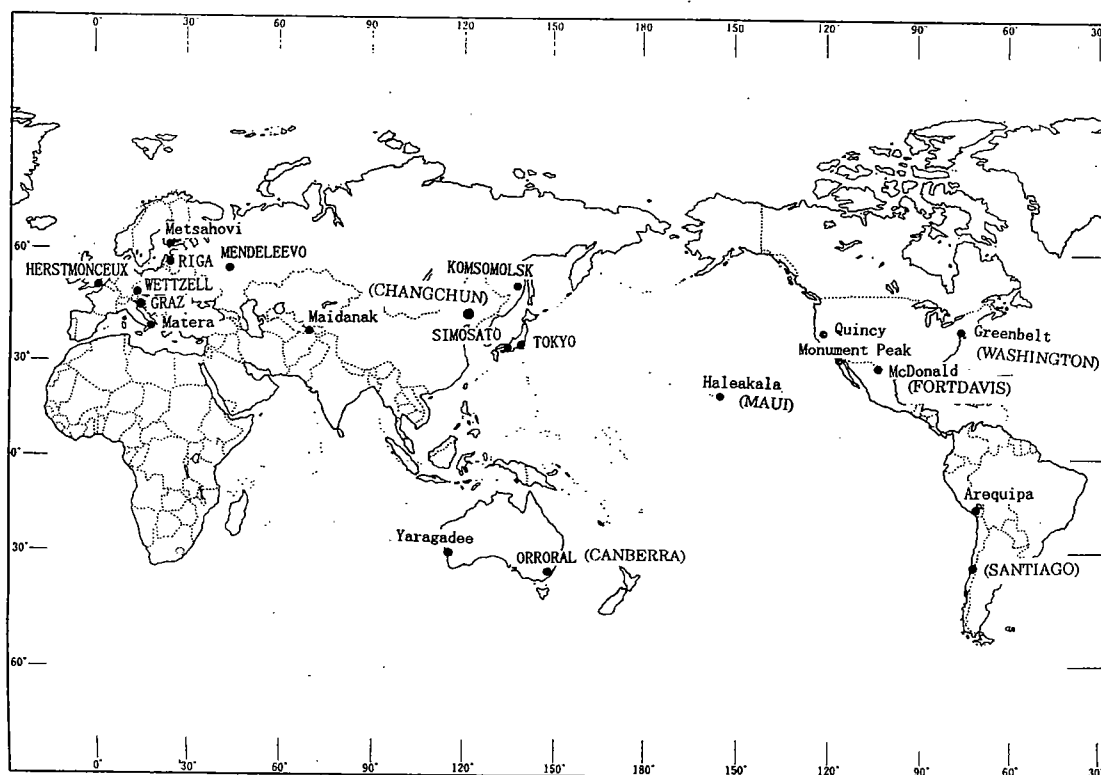 0° 30° 60° 90° 120 150° 180° 150° 120° 90° 60° 30
Metsahovi
60°
RIGA
MENDELEEVO
HERSTMONCEUX
KOMSOMOLSK
WETTZELL
(CHANGCHUN)
GRAZ
Matera
Maidanak
SIMOSATO
TOKYO
Quincy
Greenbelt
30°
Monument Peak
(WASHINGTON)
McDonald
Haleakala
(FORTDAVIS)
(MAUI)
0°
Arequipa
Yaragadee
30°
ORRORAL (CANBERRA)
(SANTIAGO)
60°
0° 30° 60° 90° 120° 150° 180° 150° 120° 90° 60° 30